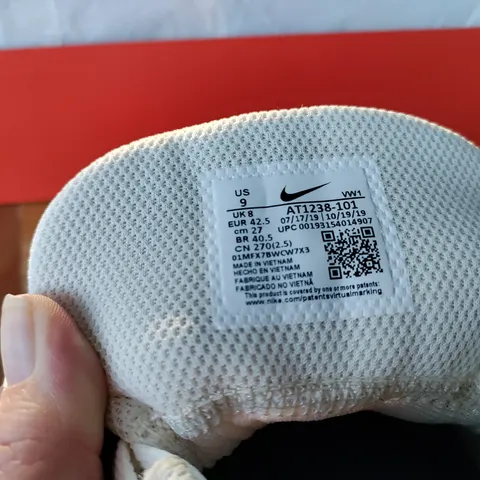 US
9
VW1
UK 8
AT1238-101
EUR 42.5
07/17/19 10/19/19
cm 27
UPC 00193154014907
BR 40.5
CN 270(2.5)
01MFX7BWCW7X3
MADE IN VIETNAM
HECHO EN VIETNAM
FABRIQUE AU VIETNAM
FABRICADO NO VIETNÃ
This product is covered by one or more patents:
www.nike.com/patentsvirtualmarking